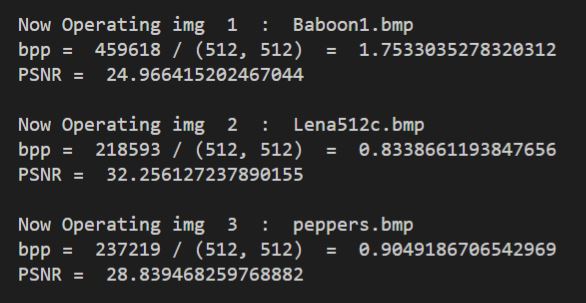 Now Operating img  1  :  Baboon1.bmp
bpp =  459618 / (512, 512)  =  1.7533035278320312
PSNR =  24.966415202467044
Now Operating img  2  :  Lena512c.bmp
bpp =  218593 / (512, 512)  =  0.8338661193847656
PSNR =  32.256127237890155
Now Operating img  3  :  peppers.bmp
bpp =  237219 / (512, 512)  =  0.9049186706542969
PSNR =  28.839468259768882